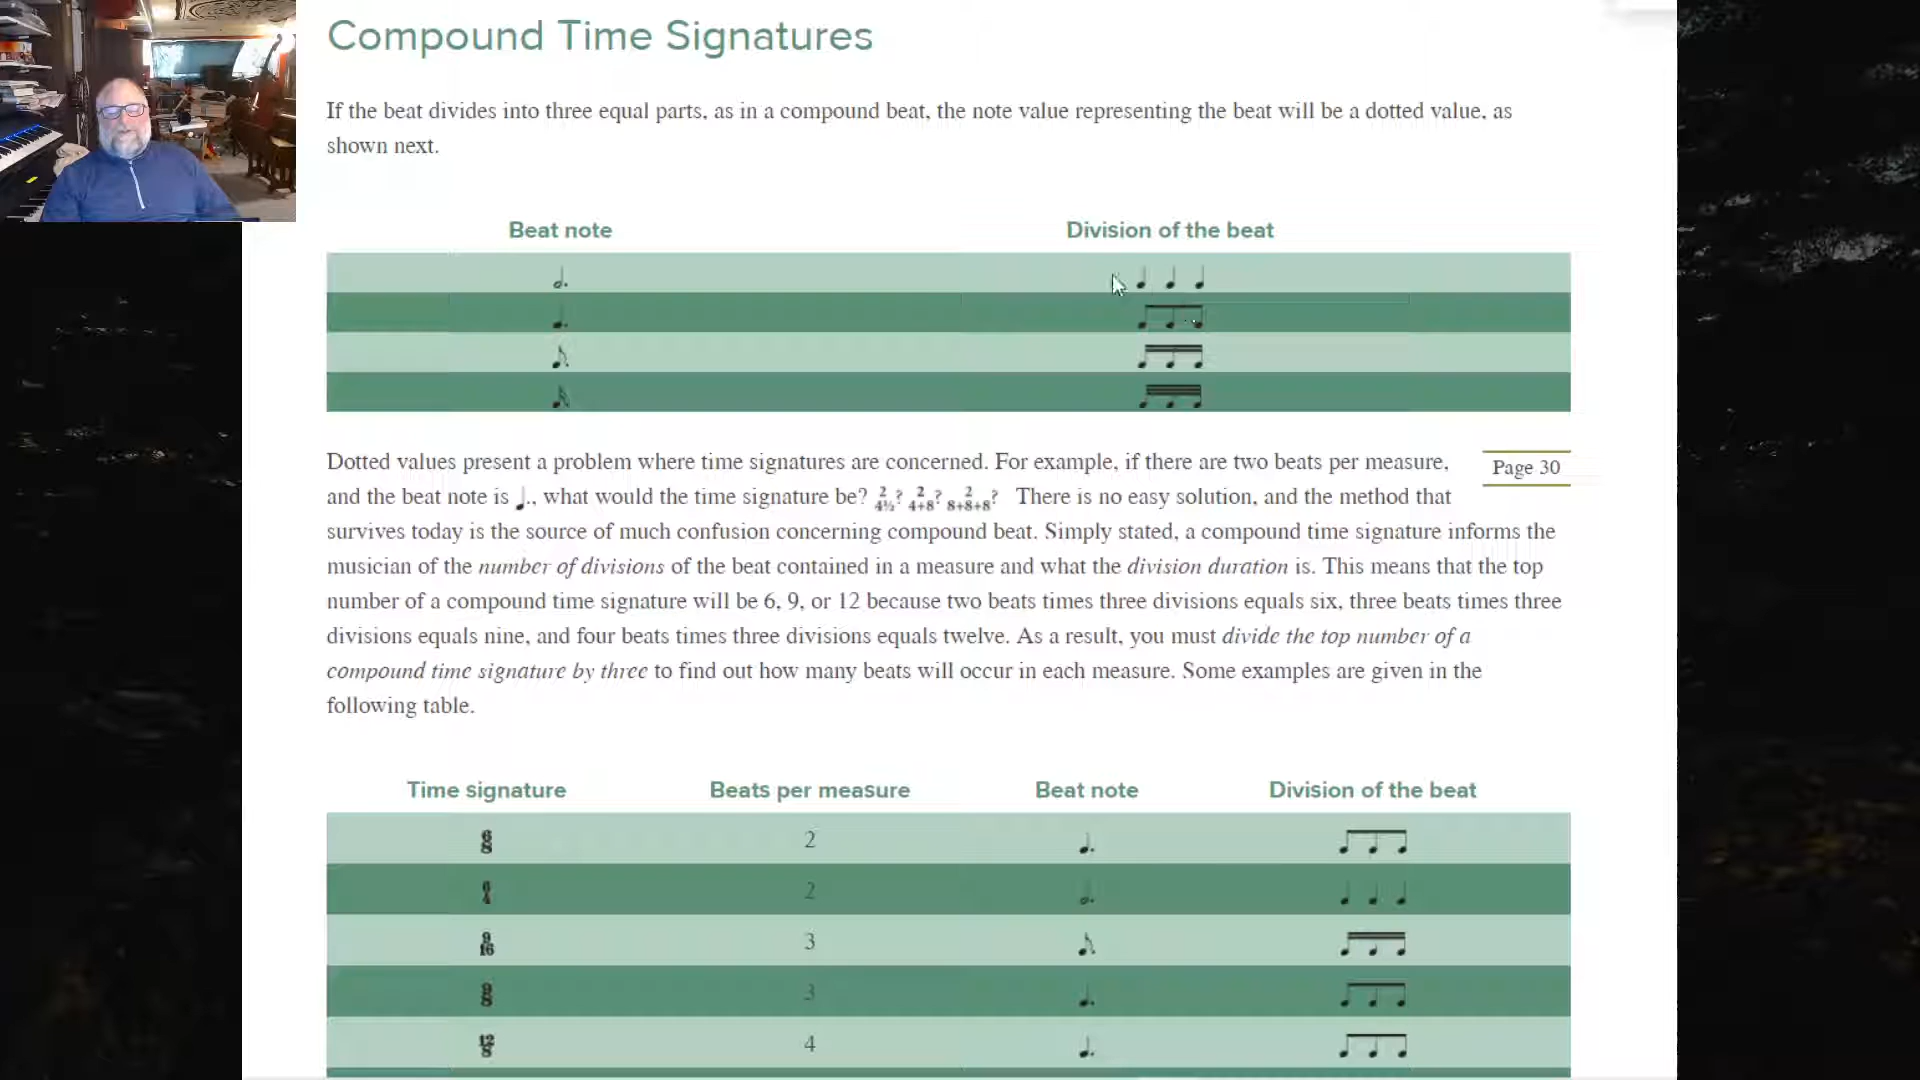 Compound Time Signatures
If the beat divides into three equal parts, as in a compound beat, the note value representing the beat will be a dotted value, as
shown next.
Beat note Division of the beat
Dotted values present a problem where time signatures are concerned. For example, if there are two beats per measure,
Page 30
and the beat note is ♩., what would the time signature be? 2/4½? 2/4+8? 2/8+8+8? There is no easy solution, and the method that
survives today is the source of much confusion concerning compound beat. Simply stated, a compound time signature informs the
musician of the number of divisions of the beat contained in a measure and what the division duration is. This means that the top
number of a compound time signature will be 6, 9, or 12 because two beats times three divisions equals six, three beats times three
divisions equals nine, and four beats times three divisions equals twelve. As a result, you must divide the top number of a
compound time signature by three to find out how many beats will occur in each measure. Some examples are given in the
following table.
Time signature Beats per measure Beat note Division of the beat
6/8 2
6/4 2
9/16 3
9/8 3
12/8 4